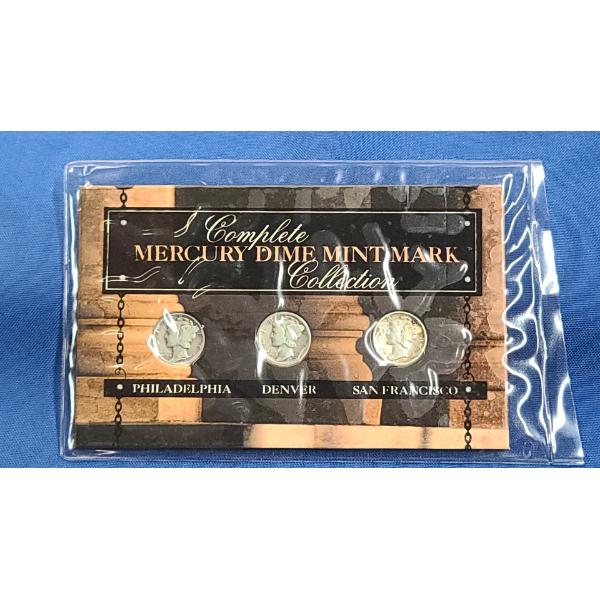 Complete
MERCURY DIME MINT MARK
Collection
PHILADELPHIA DENVER SAN FRANCISCO